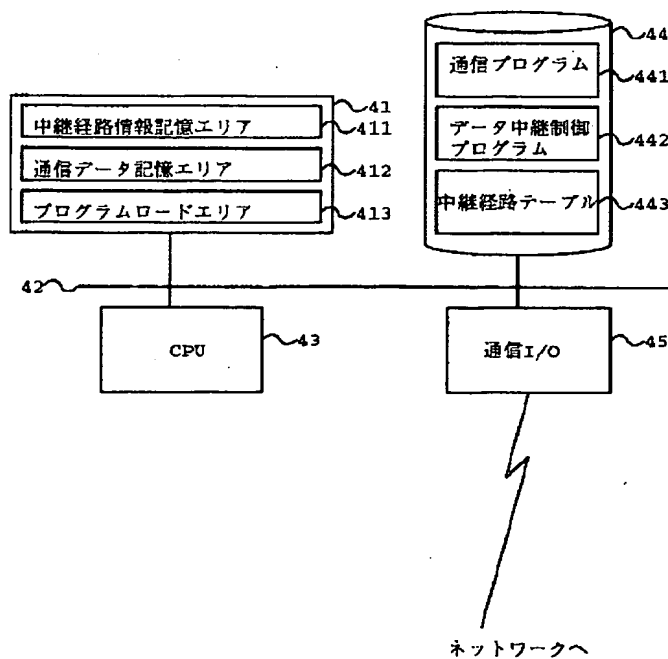 41
中継経路情報記憶エリア
411
通信データ記憶エリア
412
プログラムロードエリア
413
44
通信プログラム
441
データ中継制御
プログラム
442
中継経路テーブル
443
42
CPU
43
通信I/O
45
ネットワークへ